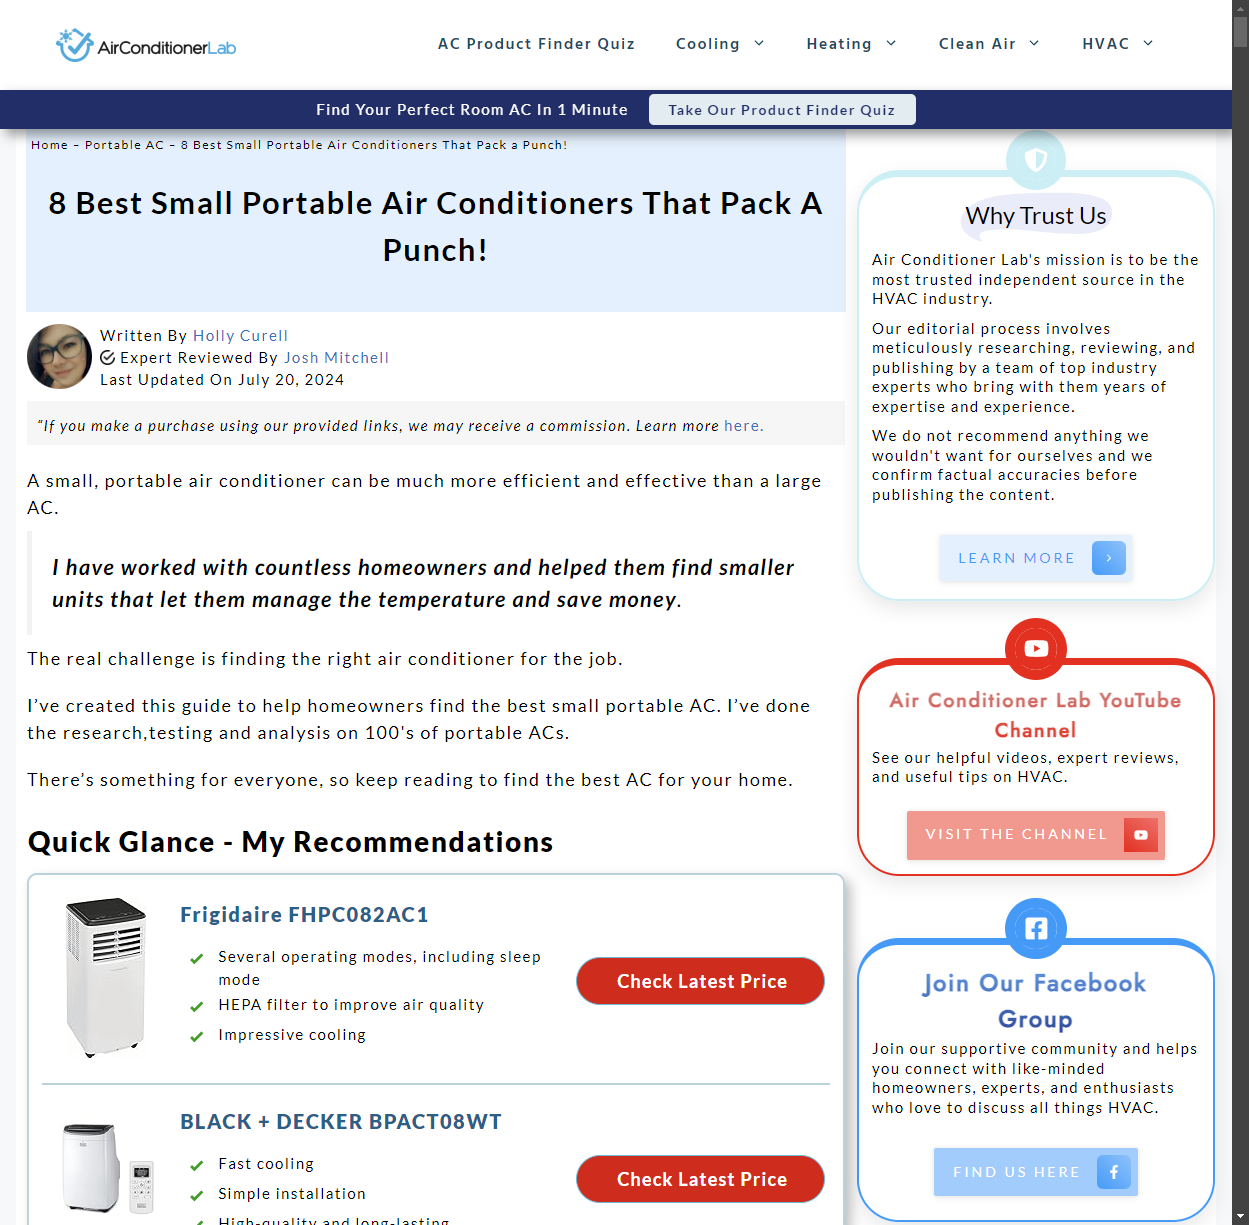 AirConditionerLab
AC Product Finder Quiz
Cooling
Heating
Clean Air
HVAC
Find Your Perfect Room AC In 1 Minute
Take Our Product Finder Quiz
Home – Portable AC – 8 Best Small Portable Air Conditioners That Pack a Punch!
8 Best Small Portable Air Conditioners That Pack A
Punch!
Written By Holly Curell
Expert Reviewed By Josh Mitchell
Last Updated On July 20, 2024
"If you make a purchase using our provided links, we may receive a commission. Learn more here.
A small, portable air conditioner can be much more efficient and effective than a large
AC.
I have worked with countless homeowners and helped them find smaller
units that let them manage the temperature and save money.
The real challenge is finding the right air conditioner for the job.
I’ve created this guide to help homeowners find the best small portable AC. I’ve done
the research,testing and analysis on 100's of portable ACs.
There’s something for everyone, so keep reading to find the best AC for your home.
Quick Glance - My Recommendations
Frigidaire FHPC082AC1
Several operating modes, including sleep
mode
HEPA filter to improve air quality
Impressive cooling
Check Latest Price
BLACK + DECKER BPACT08WT
Fast cooling
Simple installation
High-quality and long-lasting
Check Latest Price
Why Trust Us
Air Conditioner Lab's mission is to be the
most trusted independent source in the
HVAC industry.
Our editorial process involves
meticulously researching, reviewing, and
publishing by a team of top industry
experts who bring with them years of
expertise and experience.
We do not recommend anything we
wouldn't want for ourselves and we
confirm factual accuracies before
publishing the content.
LEARN MORE
Air Conditioner Lab YouTube
Channel
See our helpful videos, expert reviews,
and useful tips on HVAC.
VISIT THE CHANNEL
Join Our Facebook
Group
Join our supportive community and helps
you connect with like-minded
homeowners, experts, and enthusiasts
who love to discuss all things HVAC.
FIND US HERE